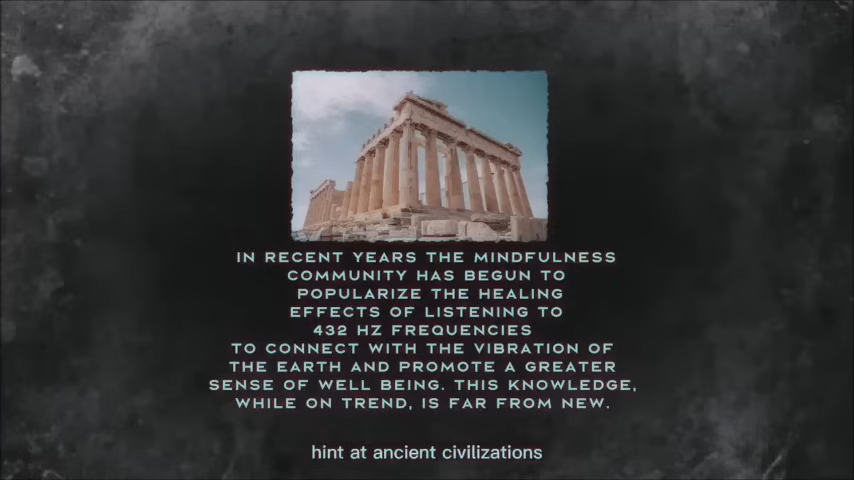 IN RECENT YEARS THE MINDFULNESS
COMMUNITY HAS BEGUN TO
POPULARIZE THE HEALING
EFFECTS OF LISTENING TO
432 HZ FREQUENCIES
TO CONNECT WITH THE VIBRATION OF
THE EARTH AND PROMOTE A GREATER
SENSE OF WELL BEING. THIS KNOWLEDGE,
WHILE ON TREND, IS FAR FROM NEW.
hint at ancient civilizations